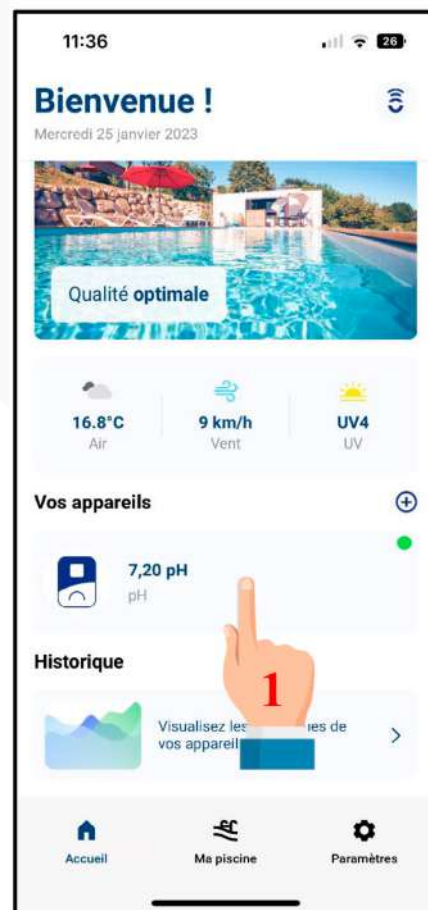 11:36
26
Bienvenue !
Mercredi 25 janvier 2023
Qualité optimale
16.8°C
Air
9 km/h
Vent
UV4
UV
Vos appareils
7,20 pH
pH
Historique
1
Visualisez les
de
vos appareil
Accueil
Ma piscine
Paramètres